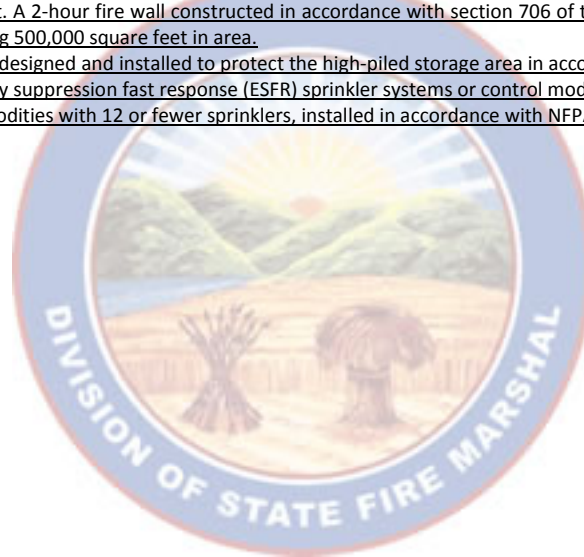 t. A 2-hour fire wall constructed in accordance with section 706 of t
g 500,000 square feet in area.
designed and installed to protect the high-piled storage area in acco
y suppression fast response (ESFR) sprinkler systems or control mod
odities with 12 or fewer sprinklers, installed in accordance with NFPA
DIVISION OF STATE FIRE MARSHAL